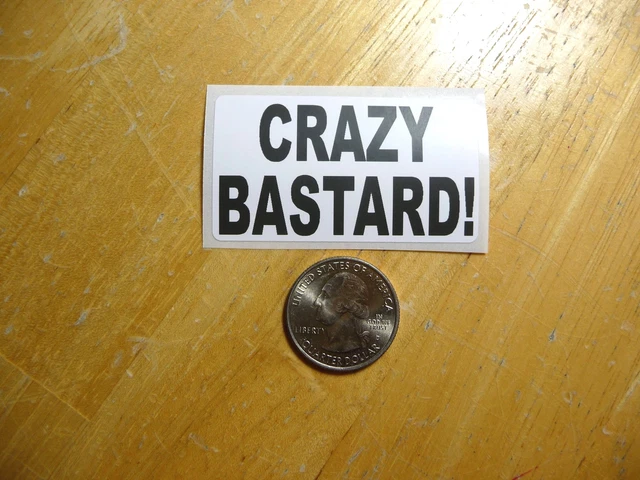 CRAZY
BASTARD!
UNITED STATES OF AMERICA
LIBERTY
IN
GOD WE
TRUST
QUARTER DOLLAR